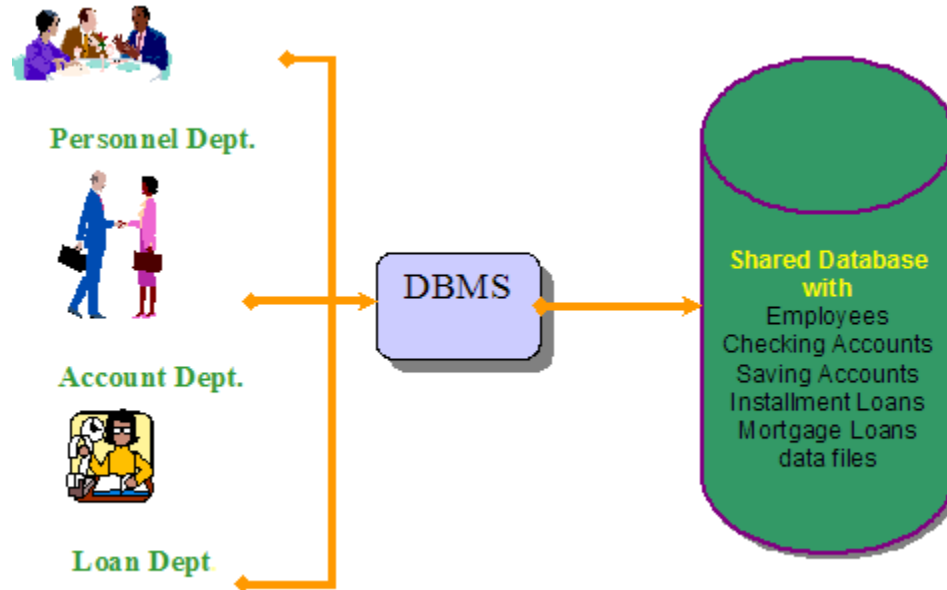 Personnel Dept.
Account Dept.
Loan Dept.
DBMS
Shared Database
with
Employees
Checking Accounts
Saving Accounts
Installment Loans
Mortgage Loans
data files